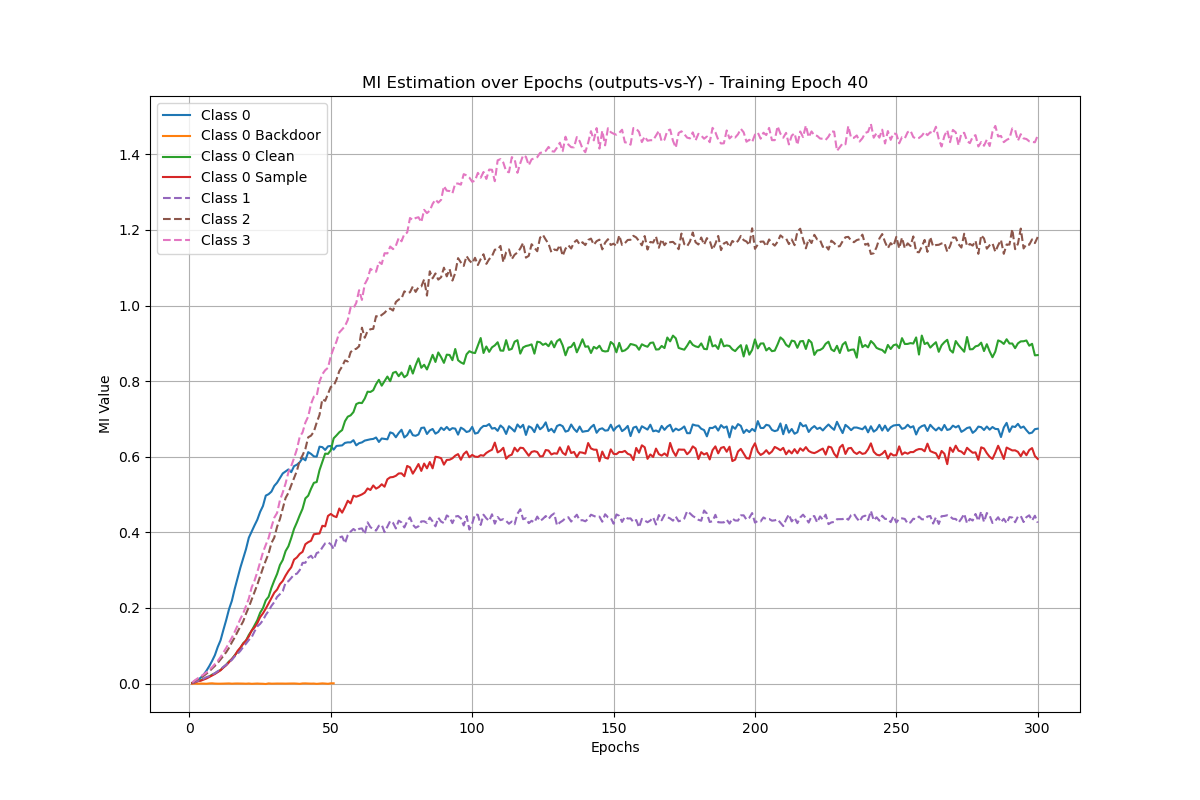 MI Estimation over Epochs (outputs-vs-Y) - Training Epoch 40
Class 0
Class 0 Backdoor
Class 0 Clean
Class 0 Sample
Class 1
Class 2
Class 3
1.4
1.2
1.0
0.8
0.6
0.4
0.2
0.0
MI Value
0 50 100 150 200 250 300
Epochs